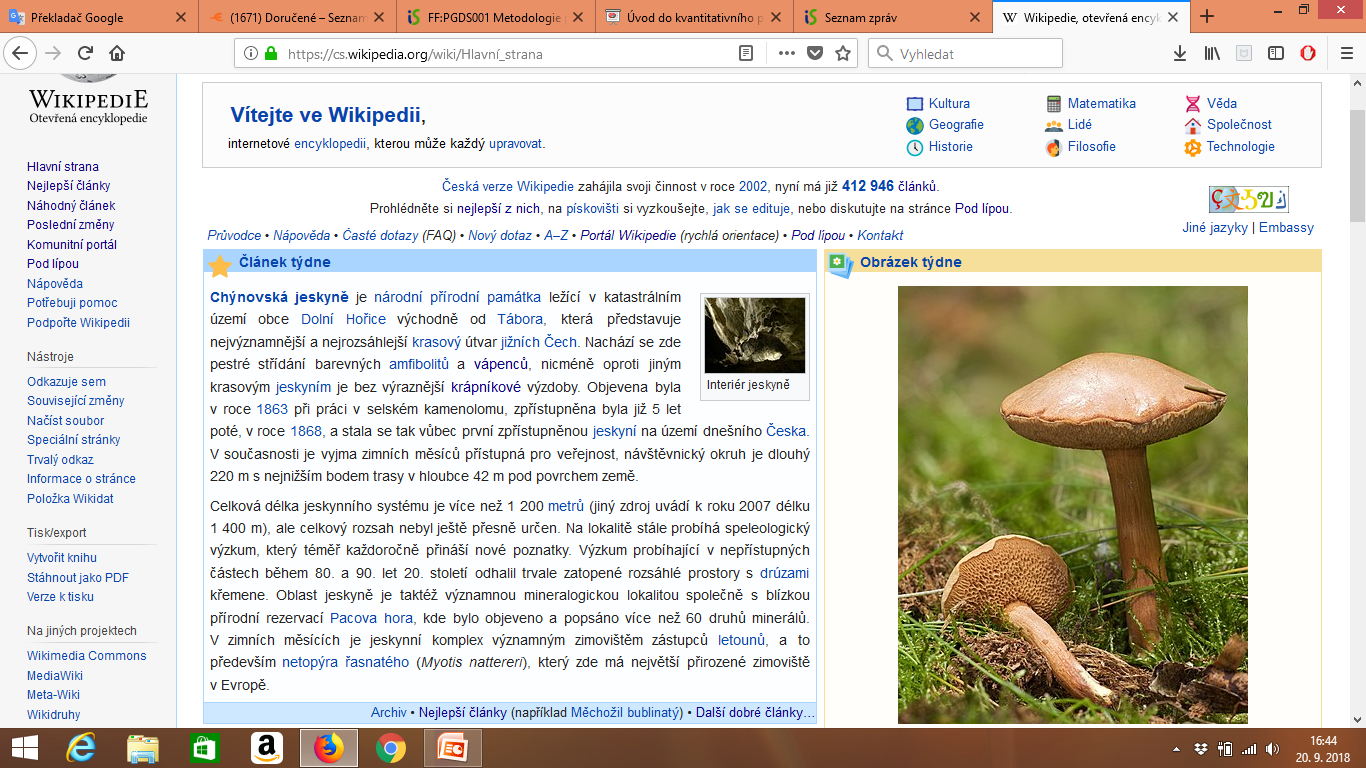 Překladač Google
(1671) Doručené – Seznam
FF:PGDS001 Metodologie
Úvod do kvantitativního p
Seznam zpráv
Wikipedie, otevřená encyk
https://cs.wikipedia.org/wiki/Hlavní_strana
Vyhledat
WIKIPEDIE
Otevřená encyklopedie
Hlavní strana
Nejlepší články
Náhodný článek
Poslední změny
Komunitní portál
Pod lípou
Nápověda
Potřebuji pomoc
Podpořte Wikipedii
Nástroje
Odkazuje sem
Související změny
Načíst soubor
Speciální stránky
Trvalý odkaz
Informace o stránce
Položka Wikidat
Tisk/export
Vytvořit knihu
Stáhnout jako PDF
Verze k tisku
Na jiných projektech
Wikimedia Commons
MediaWiki
Meta-Wiki
Wikidruhy
Vítejte ve Wikipedii,
internetové encyklopedii, kterou může každý upravovat.
Kultura
Geografie
Historie
Matematika
Lidé
Filosofie
Věda
Společnost
Technologie
Česká verze Wikipedie zahájila svoji činnost v roce 2002, nyní má již 412 946 článků.
Prohlédněte si nejlepší z nich, na pískovišti si vyzkoušejte, jak se edituje, nebo diskutujte na stránce Pod lípou.
Jiné jazyky | Embassy
Průvodce • Nápověda • Časté dotazy (FAQ) • Nový dotaz • A–Z • Portál Wikipedie (rychlá orientace) • Pod lípou • Kontakt
Článek týdne
Chýnovská jeskyně je národní přírodní památka ležící v katastrálním
území obce Dolní Hořice východně od Tábora, která představuje
nejvýznamnější a nejrozsáhlejší krasový útvar jižních Čech. Nachází se zde
pestré střídání barevných amfibolitů a vápenců, nicméně oproti jiným
krasovým jeskyním je bez výraznější krápníkové výzdoby. Objevena byla
v roce 1863 při práci v selském kamenolomu, zpřístupněna byla již 5 let
poté, v roce 1868, a stala se tak vůbec první zpřístupněnou jeskyní na území dnešního Česka.
V současnosti je vyjma zimních měsíců přístupná pro veřejnost, návštěvnický okruh je dlouhý
220 m s nejnižším bodem trasy v hloubce 42 m pod povrchem země.
Interiér jeskyně
Celková délka jeskynního systému je více než 1 200 metrů (jiný zdroj uvádí k roku 2007 délku
1 400 m), ale celkový rozsah nebyl ještě přesně určen. Na lokalitě stále probíhá speleologický
výzkum, který téměř každoročně přináší nové poznatky. Výzkum probíhající v nepřístupných
částech během 80. a 90. let 20. století odhalil trvale zatopené rozsáhlé prostory s drúzami
křemene. Oblast jeskyně je taktéž významnou mineralogickou lokalitou společně s blízkou
přírodní rezervací Pacova hora, kde bylo objeveno a popsáno více než 60 druhů minerálů.
V zimních měsících je jeskynní komplex významným zimovištěm zástupců letounů, a to
především netopýra řasnatého (Myotis nattereri), který zde má největší přirozené zimoviště
v Evropě.
Archiv • Nejlepší články (například Měchožil bublinatý) • Další dobré články…
Obrázek týdne
16:44
20. 9. 2018